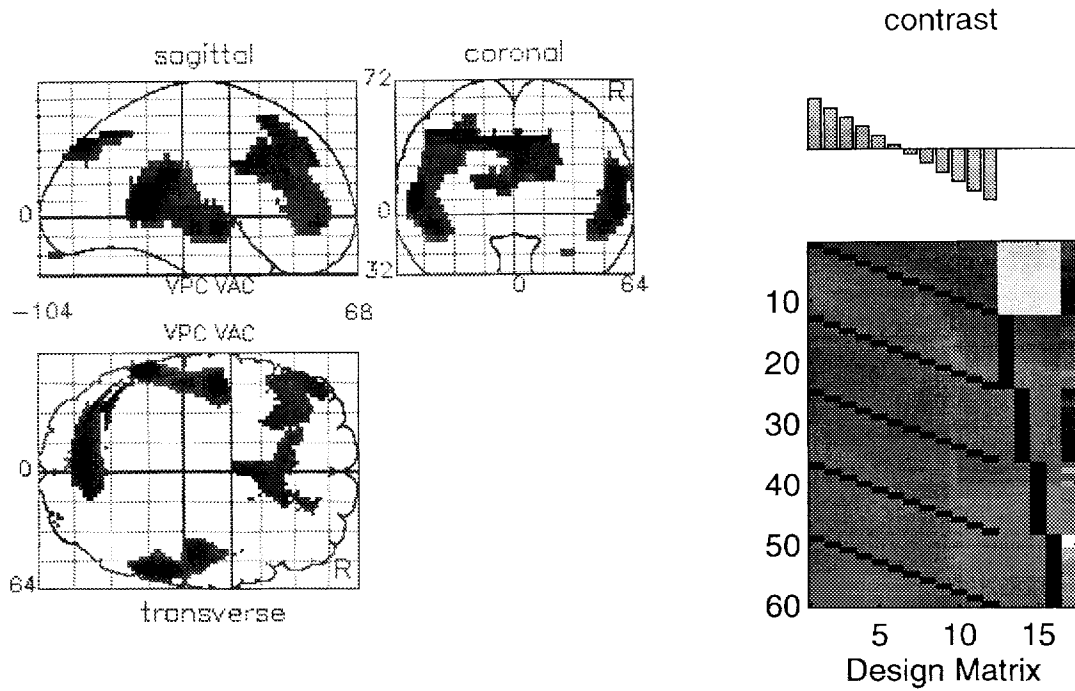 sagittal
coronal
72
R
0
0
32
VPC VAC
0
64
-104
68
VPC VAC
0
64
R
transverse
contrast
10
20
30
40
50
60
5
10
15
Design Matrix